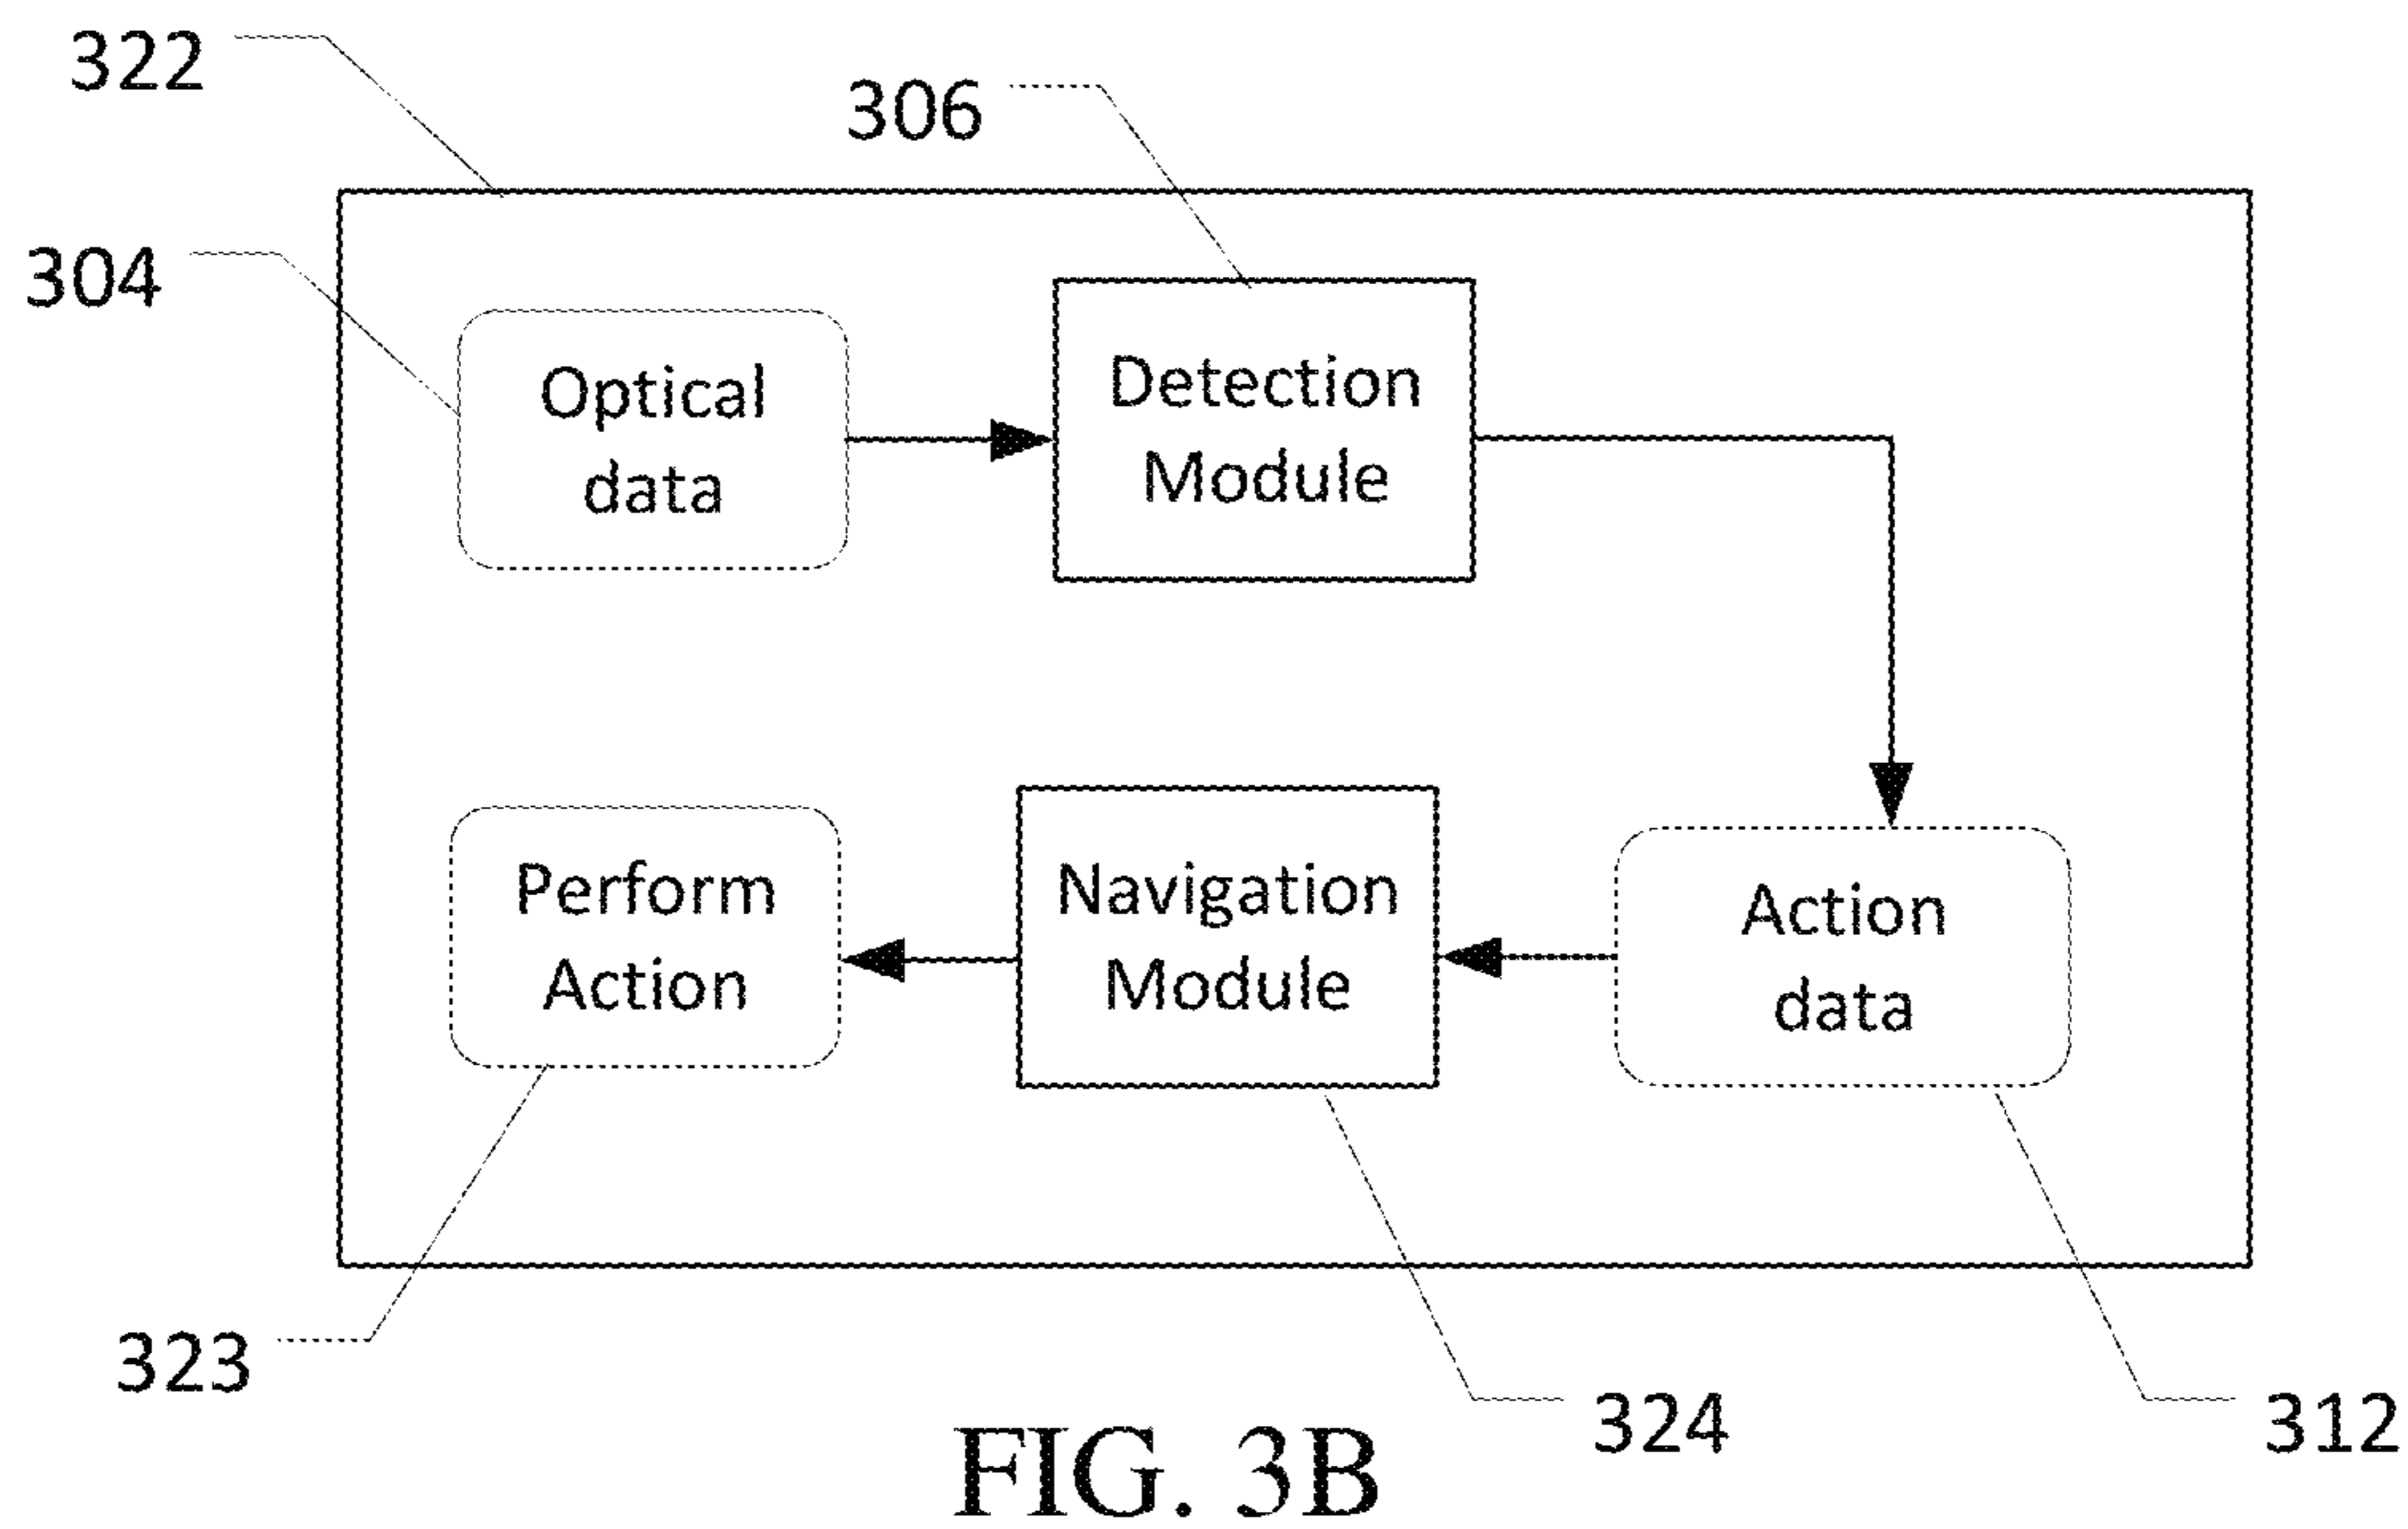 322
306
304
Optical
data
Detection
Module
Perform
Action
Navigation
Module
Action
data
323
324
312
FIG. 3B